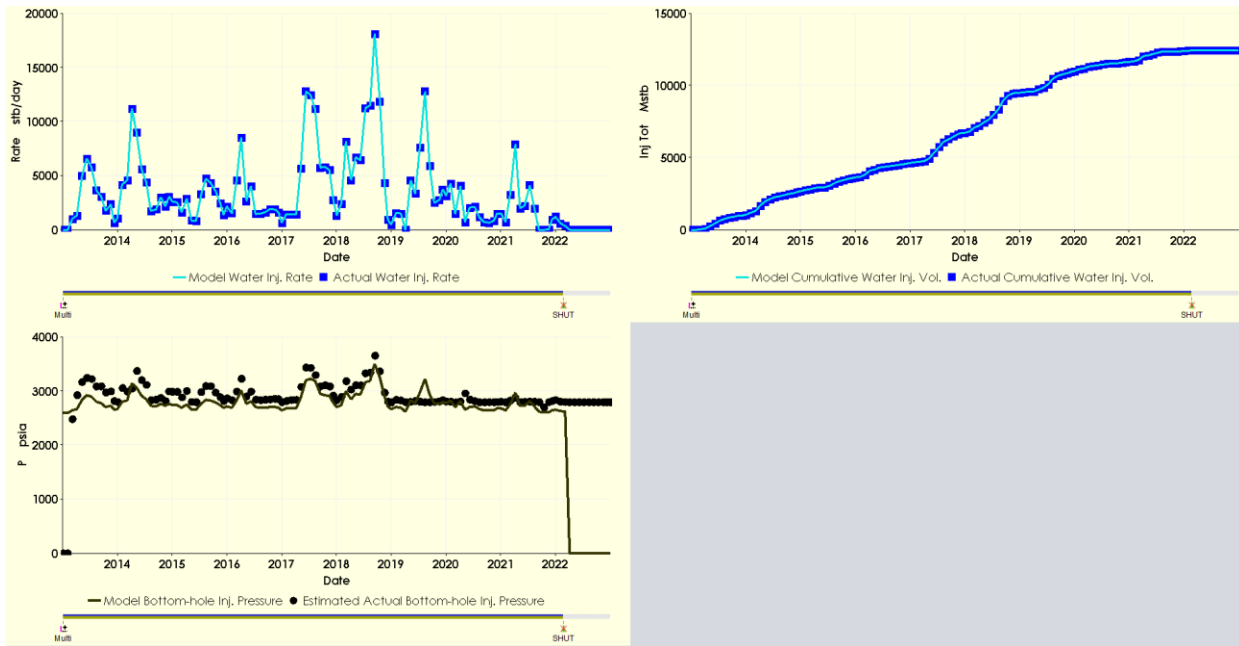 20000
15000
10000
5000
0
Rate stb/day
2014 2015 2016 2017 2018 2019 2020 2021 2022
Date
Model Water Inj. Rate Actual Water Inj. Rate
Multi SHUT
15000
10000
5000
0
Inj Tot Mstb
2014 2015 2016 2017 2018 2019 2020 2021 2022
Date
Model Cumulative Water Inj. Vol. Actual Cumulative Water Inj. Vol.
Multi SHUT
4000
3000
2000
1000
0
P psia
2014 2015 2016 2017 2018 2019 2020 2021 2022
Date
Model Bottom-hole Inj. Pressure Estimated Actual Bottom-hole Inj. Pressure
Multi SHUT